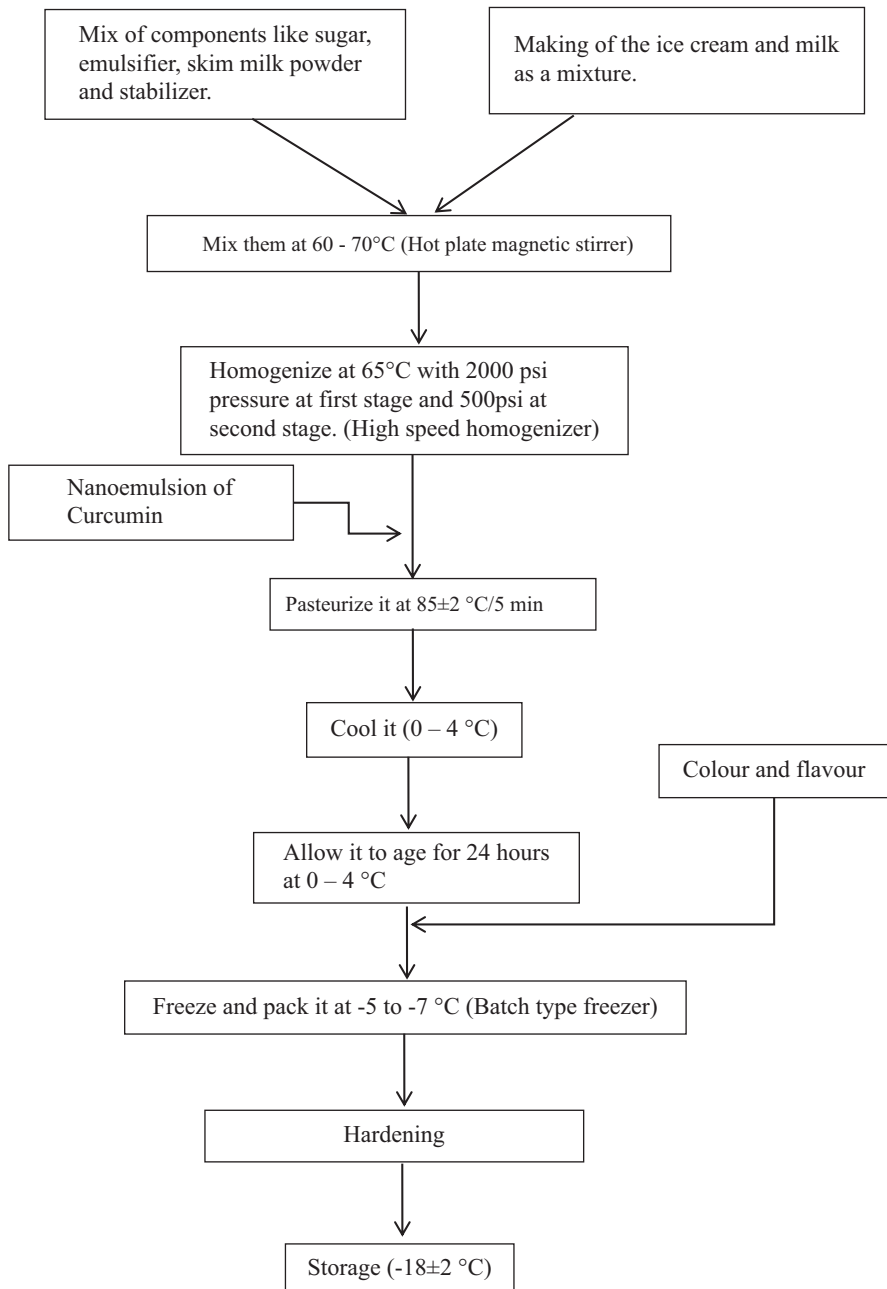 Mix of components like sugar,
emulsifier, skim milk powder
and stabilizer.
Making of the ice cream and milk
as a mixture.
Mix them at 60 - 70°C (Hot plate magnetic stirrer)
Homogenize at 65°C with 2000 psi
pressure at first stage and 500psi at
second stage. (High speed homogenizer)
Nanoemulsion of
Curcumin
Pasteurize it at 85±2 °C/5 min
Cool it (0 – 4 °C)
Colour and flavour
Allow it to age for 24 hours
at 0 – 4 °C
Freeze and pack it at -5 to -7 °C (Batch type freezer)
Hardening
Storage (-18±2 °C)